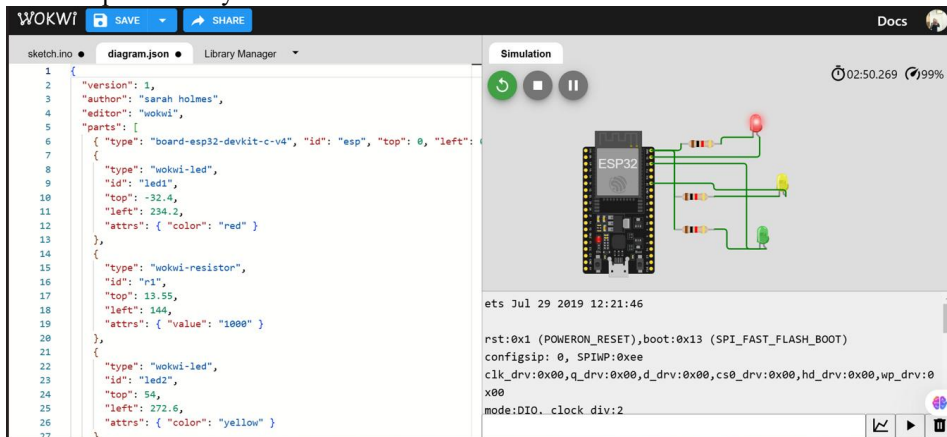 WOKWI SAVE SHARE Docs
sketch.ino diagram.json Library Manager
1 {
2 "version": 1,
3 "author": "sarah holmes",
4 "editor": "wokwi",
5 "parts": [
6 { "type": "board-esp32-devkit-c-v4", "id": "esp", "top": 0, "left":
7 {
8 "type": "wokwi-led",
9 "id": "led1",
10 "top": -32.4,
11 "left": 234.2,
12 "attrs": { "color": "red" }
13 },
14 {
15 "type": "wokwi-resistor",
16 "id": "r1",
17 "top": 13.55,
18 "left": 144,
19 "attrs": { "value": "1000" }
20 },
21 {
22 "type": "wokwi-led",
23 "id": "led2",
24 "top": 54,
25 "left": 272.6,
26 "attrs": { "color": "yellow" }
27 }
Simulation
02:50.269 99%
ESP32
ets Jul 29 2019 12:21:46
rst:0x1 (POWERON_RESET),boot:0x13 (SPI_FAST_FLASH_BOOT)
configsip: 0, SPIWP:0xee
clk_drv:0x00,q_drv:0x00,d_drv:0x00,cs0_drv:0x00,hd_drv:0x00,wp_drv:0
x00
mode:DIO, clock div:2